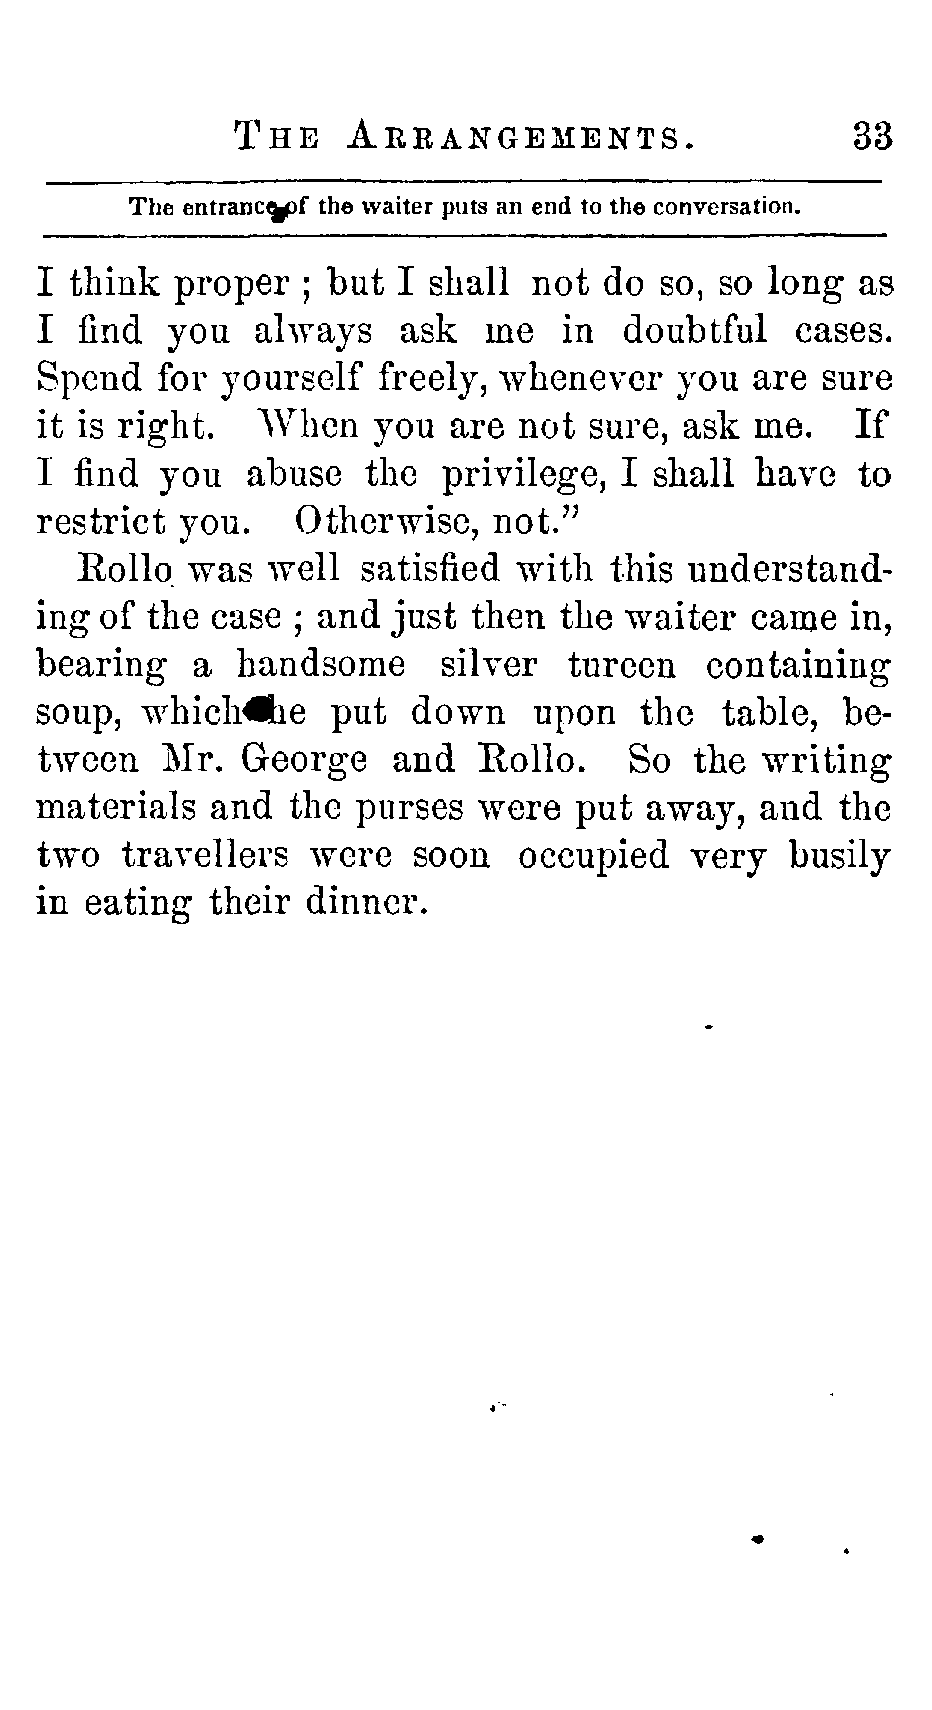 THE ARRANGEMENTS. 33
The entrance of the waiter puts an end to the conversation.
I think proper ; but I shall not do so, so long as
I find you always ask me in doubtful cases.
Spend for yourself freely, whenever you are sure
it is right. When you are not sure, ask me. If
I find you abuse the privilege, I shall have to
restrict you. Otherwise, not.”
Rollo was well satisfied with this understand-
ing of the case ; and just then the waiter came in,
bearing a handsome silver tureen containing
soup, which he put down upon the table, be-
tween Mr. George and Rollo. So the writing
materials and the purses were put away, and the
two travellers were soon occupied very busily
in eating their dinner.